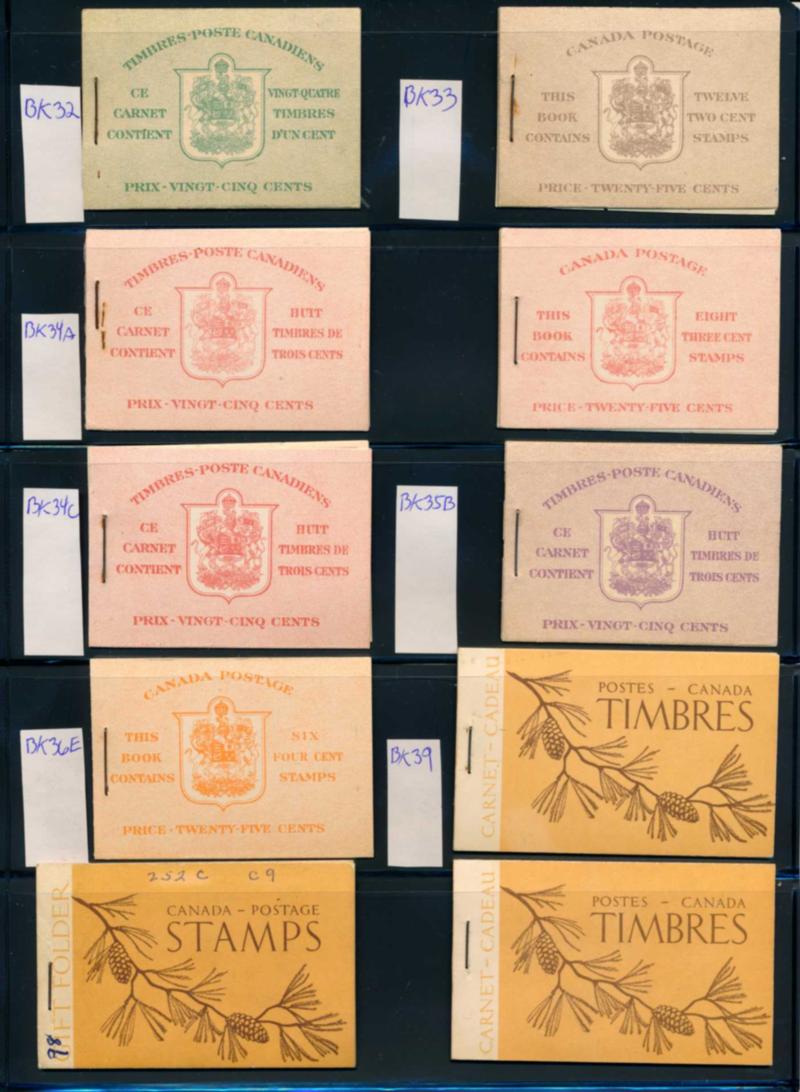 BK32
TIMBRES-POSTE CANADIENS
CE
CARNET
CONTIENT
VINGT-QUATRE
TIMBRES
D'UN CENT
PRIX - VINGT - CINQ CENTS
BK33
CANADA POSTAGE
THIS
BOOK
CONTAINS
TWELVE
TWO CENT
STAMPS
PRICE - TWENTY-FIVE CENTS
BK34A
TIMBRES-POSTE CANADIENS
CE
CARNET
CONTIENT
HUIT
TIMBRES DE
TROIS CENTS
PRIX - VINGT - CINQ CENTS
CANADA POSTAGE
THIS
BOOK
CONTAINS
EIGHT
THREE CENT
STAMPS
PRICE - TWENTY-FIVE CENTS
BK34C
TIMBRES-POSTE CANADIENS
CE
CARNET
CONTIENT
HUIT
TIMBRES DE
TROIS CENTS
PRIX - VINGT - CINQ CENTS
BK35B
TIMBRES-POSTE CANADIENS
CE
CARNET
CONTIENT
HUIT
TIMBRES DE
TROIS CENTS
PRIX - VINGT - CINQ CENTS
BK36E
CANADA POSTAGE
THIS
BOOK
CONTAINS
SIX
FOUR CENT
STAMPS
PRICE - TWENTY-FIVE CENTS
BK39
CARNET - CADEAU
POSTES - CANADA
TIMBRES
252C C9
GIFT FOLDER
98
CANADA - POSTAGE
STAMPS
CARNET - CADEAU
POSTES - CANADA
TIMBRES